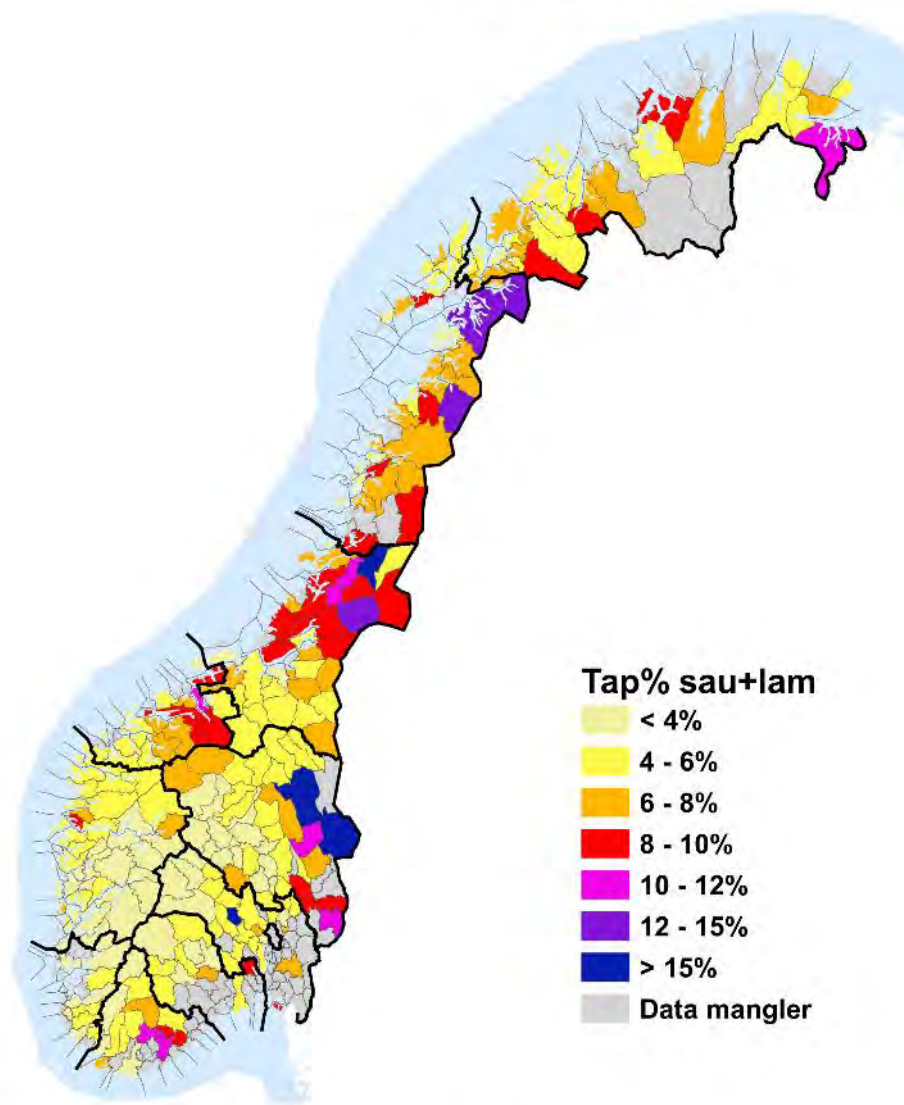 Tap% sau+lam
< 4%
4 - 6%
6 - 8%
8 - 10%
10 - 12%
12 - 15%
> 15%
Data mangler